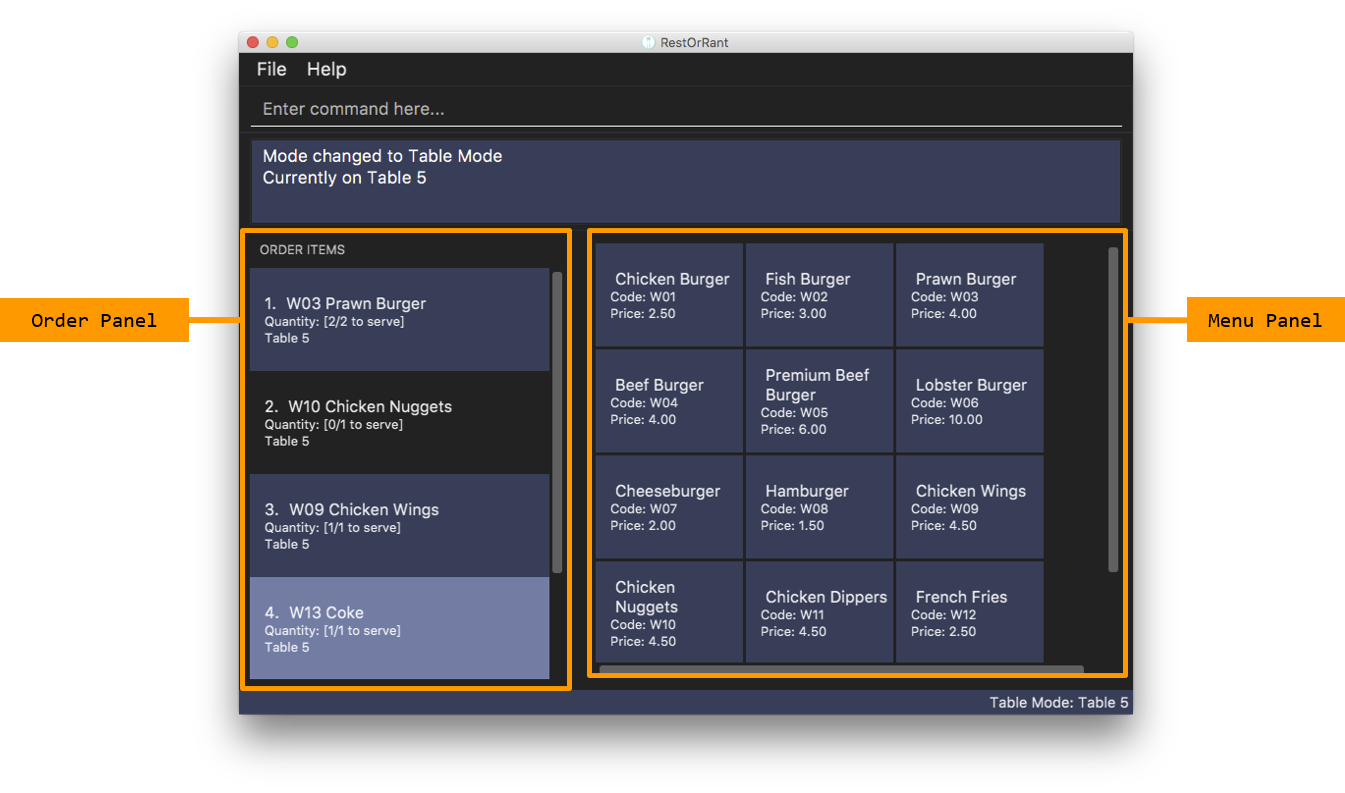 RestOrRant
File Help
Enter command here...
Mode changed to Table Mode
Currently on Table 5
Order Panel
ORDER ITEMS
1. W03 Prawn Burger
Quantity: [2/2 to serve]
Table 5
2. W10 Chicken Nuggets
Quantity: [0/1 to serve]
Table 5
3. W09 Chicken Wings
Quantity: [1/1 to serve]
Table 5
4. W13 Coke
Quantity: [1/1 to serve]
Table 5
Menu Panel
Chicken Burger
Code: W01
Price: 2.50
Fish Burger
Code: W02
Price: 3.00
Prawn Burger
Code: W03
Price: 4.00
Beef Burger
Code: W04
Price: 4.00
Premium Beef
Burger
Code: W05
Price: 6.00
Lobster Burger
Code: W06
Price: 10.00
Cheeseburger
Code: W07
Price: 2.00
Hamburger
Code: W08
Price: 1.50
Chicken Wings
Code: W09
Price: 4.50
Chicken
Nuggets
Code: W10
Price: 4.50
Chicken Dippers
Code: W11
Price: 4.50
French Fries
Code: W12
Price: 2.50
Table Mode: Table 5